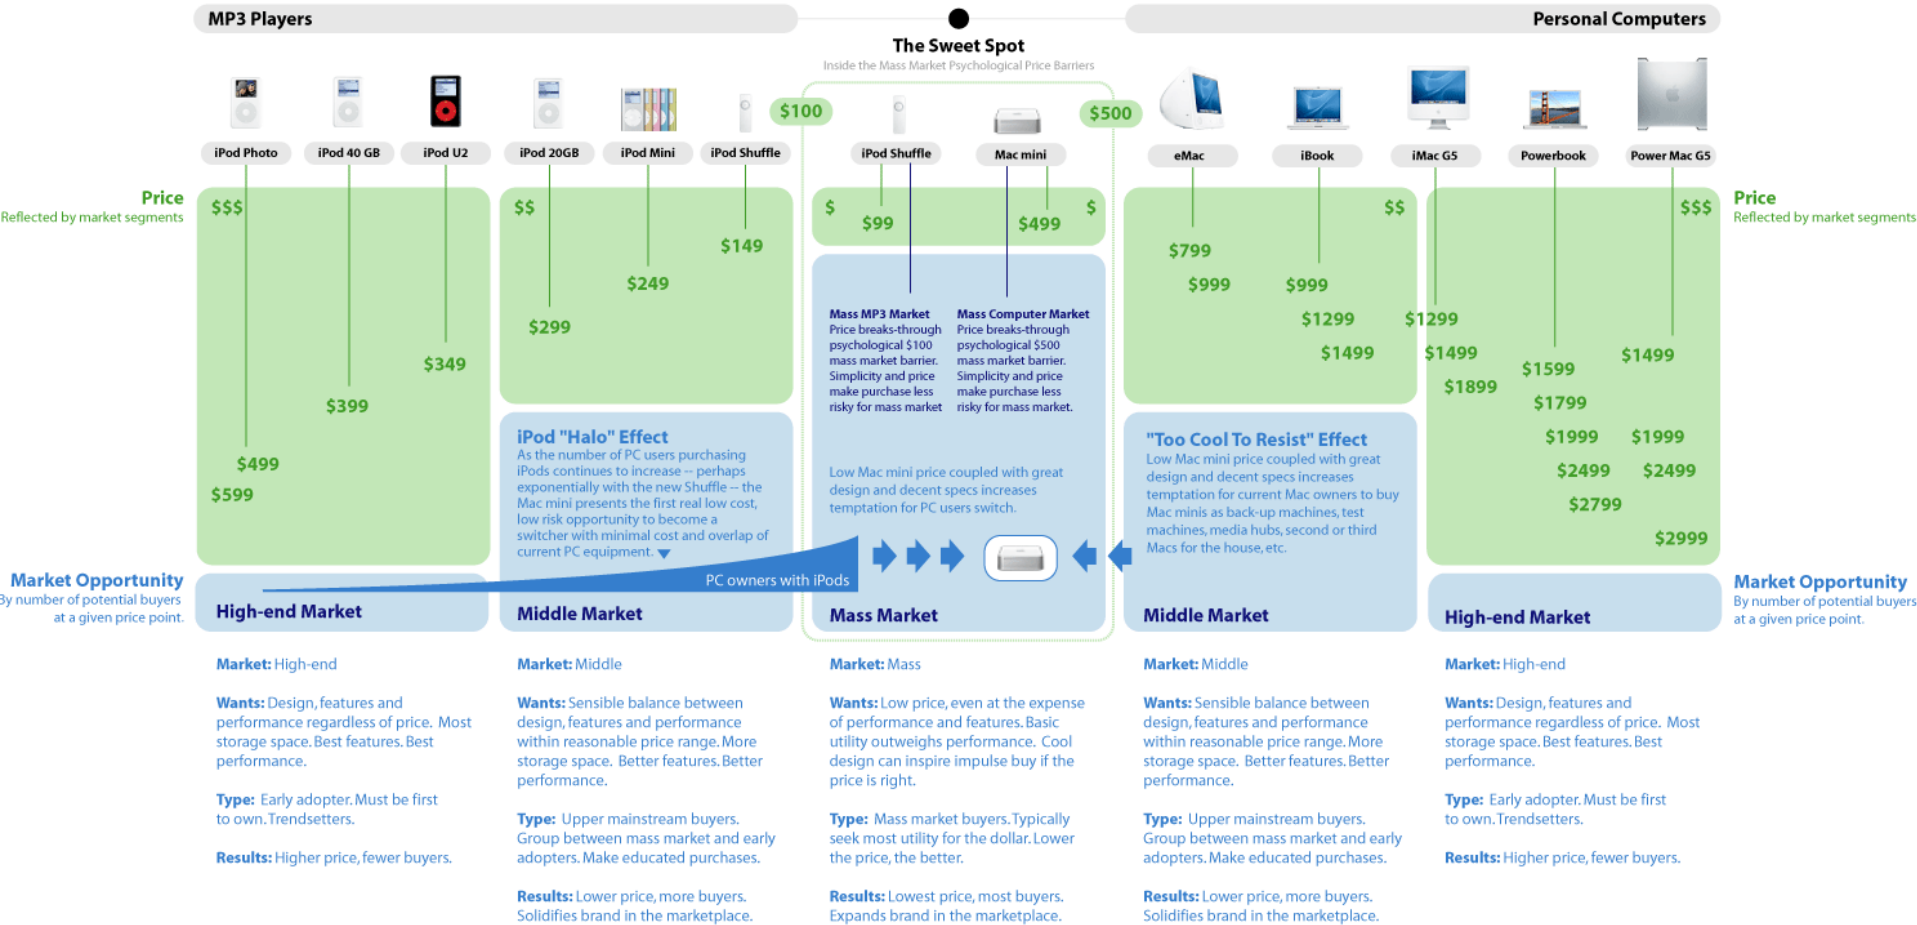 MP3 Players
Personal Computers
The Sweet Spot
Inside the Mass Market Psychological Price Barriers
$100
$500
iPod Photo
iPod 40 GB
iPod U2
iPod 20GB
iPod Mini
iPod Shuffle
iPod Shuffle
Mac mini
eMac
iBook
iMac G5
Powerbook
Power Mac G5
Price
Reflected by market segments
$$$
$499
$599
$399
$349
$$
$299
$249
$149
$
$99
$499
$
$$
$799
$999
$999
$1299
$1499
$$$
$1299
$1499
$1899
$1599
$1799
$1999
$2499
$2799
$1499
$1999
$2499
$2999
Price
Reflected by market segments
Mass MP3 Market
Price breaks-through
psychological $100
mass market barrier.
Simplicity and price
make purchase less
risky for mass market
Mass Computer Market
Price breaks-through
psychological $500
mass market barrier.
Simplicity and price
make purchase less
risky for mass market.
iPod "Halo" Effect
As the number of PC users purchasing
iPods continues to increase -- perhaps
exponentially with the new Shuffle -- the
Mac mini presents the first real low cost,
low risk opportunity to become a
switcher with minimal cost and overlap of
current PC equipment.
Low Mac mini price coupled with great
design and decent specs increases
temptation for PC users switch.
"Too Cool To Resist" Effect
Low Mac mini price coupled with great
design and decent specs increases
temptation for current Mac owners to buy
Mac minis as back-up machines, test
machines, media hubs, second or third
Macs for the house, etc.
PC owners with iPods
Market Opportunity
By number of potential buyers
at a given price point.
High-end Market
Middle Market
Mass Market
Middle Market
High-end Market
Market Opportunity
By number of potential buyers
at a given price point.
Market: High-end
Wants: Design, features and
performance regardless of price. Most
storage space. Best features. Best
performance.
Type: Early adopter. Must be first
to own. Trendsetters.
Results: Higher price, fewer buyers.
Market: Middle
Wants: Sensible balance between
design, features and performance
within reasonable price range. More
storage space. Better features. Better
performance.
Type: Upper mainstream buyers.
Group between mass market and early
adopters. Make educated purchases.
Results: Lower price, more buyers.
Solidifies brand in the marketplace.
Market: Mass
Wants: Low price, even at the expense
of performance and features. Basic
utility outweighs performance. Cool
design can inspire impulse buy if the
price is right.
Type: Mass market buyers. Typically
seek most utility for the dollar. Lower
the price, the better.
Results: Lowest price, most buyers.
Expands brand in the marketplace.
Market: Middle
Wants: Sensible balance between
design, features and performance
within reasonable price range. More
storage space. Better features. Better
performance.
Type: Upper mainstream buyers.
Group between mass market and early
adopters. Make educated purchases.
Results: Lower price, more buyers.
Solidifies brand in the marketplace.
Market: High-end
Wants: Design, features and
performance regardless of price. Most
storage space. Best features. Best
performance.
Type: Early adopter. Must be first
to own. Trendsetters.
Results: Higher price, fewer buyers.